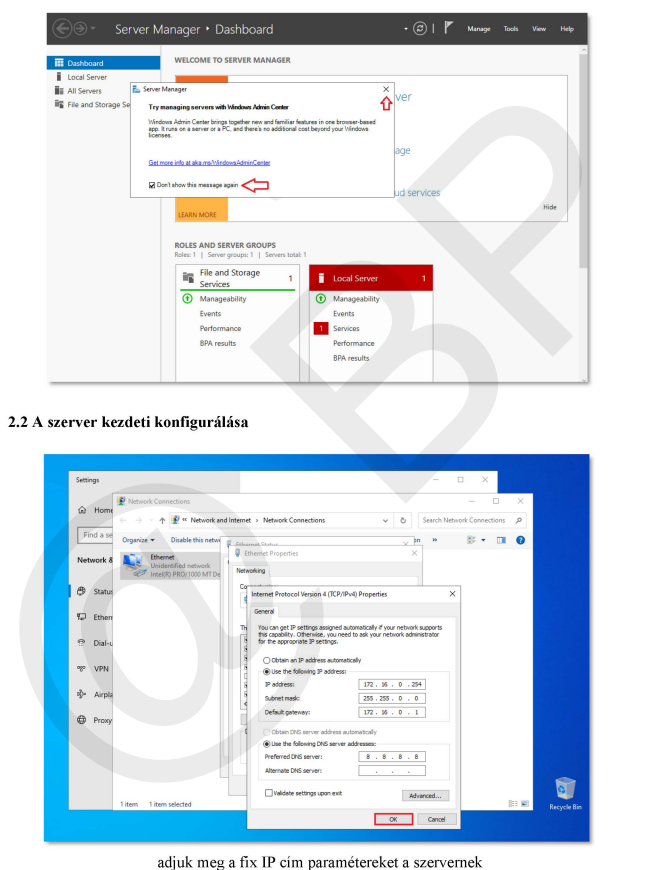 Server Manager • Dashboard
Manage Tools View Help
Dashboard
Local Server
All Servers
File and Storage Se
WELCOME TO SERVER MANAGER
Server Manager
Try managing servers with Windows Admin Center
Windows Admin Center brings together new and familiar features in one browser-based
app. It runs on a server or a PC, and there's no additional cost beyond your Windows
licenses.
Get more info at aka.ms/WindowsAdminCenter
Don't show this message again
ver
age
ud services
LEARN MORE
Hide
ROLES AND SERVER GROUPS
Roles: 1 | Server groups: 1 | Servers total: 1
File and Storage
Services 1
Manageability
Events
Performance
BPA results
Local Server 1
Manageability
Events
1 Services
Performance
BPA results
2.2 A szerver kezdeti konfigurálása
Settings
Home
Find a se
Network &
Status
Ethern
Dial-u
VPN
Airpla
Proxy
Network Connections
« Network and Internet > Network Connections
Search Network Connections
Organize Disable this netw
on »
Ethernet
Unidentified network
Intel(R) PRO/1000 MT De
Ethernet Status
Ethernet Properties
Networking
Internet Protocol Version 4 (TCP/IPv4) Properties
General
You can get IP settings assigned automatically if your network supports
this capability. Otherwise, you need to ask your network administrator
for the appropriate IP settings.
Obtain an IP address automatically
Use the following IP address:
IP address: 172 . 16 . 0 . 254
Subnet mask: 255 . 255 . 0 . 0
Default gateway: 172 . 16 . 0 . 1
Obtain DNS server address automatically
Use the following DNS server addresses:
Preferred DNS server: 8 . 8 . 8 . 8
Alternate DNS server: . . .
Validate settings upon exit
Advanced...
OK Cancel
1 item 1 item selected
Recycle Bin
adjuk meg a fix IP cím paramétereket a szervernek
© BP